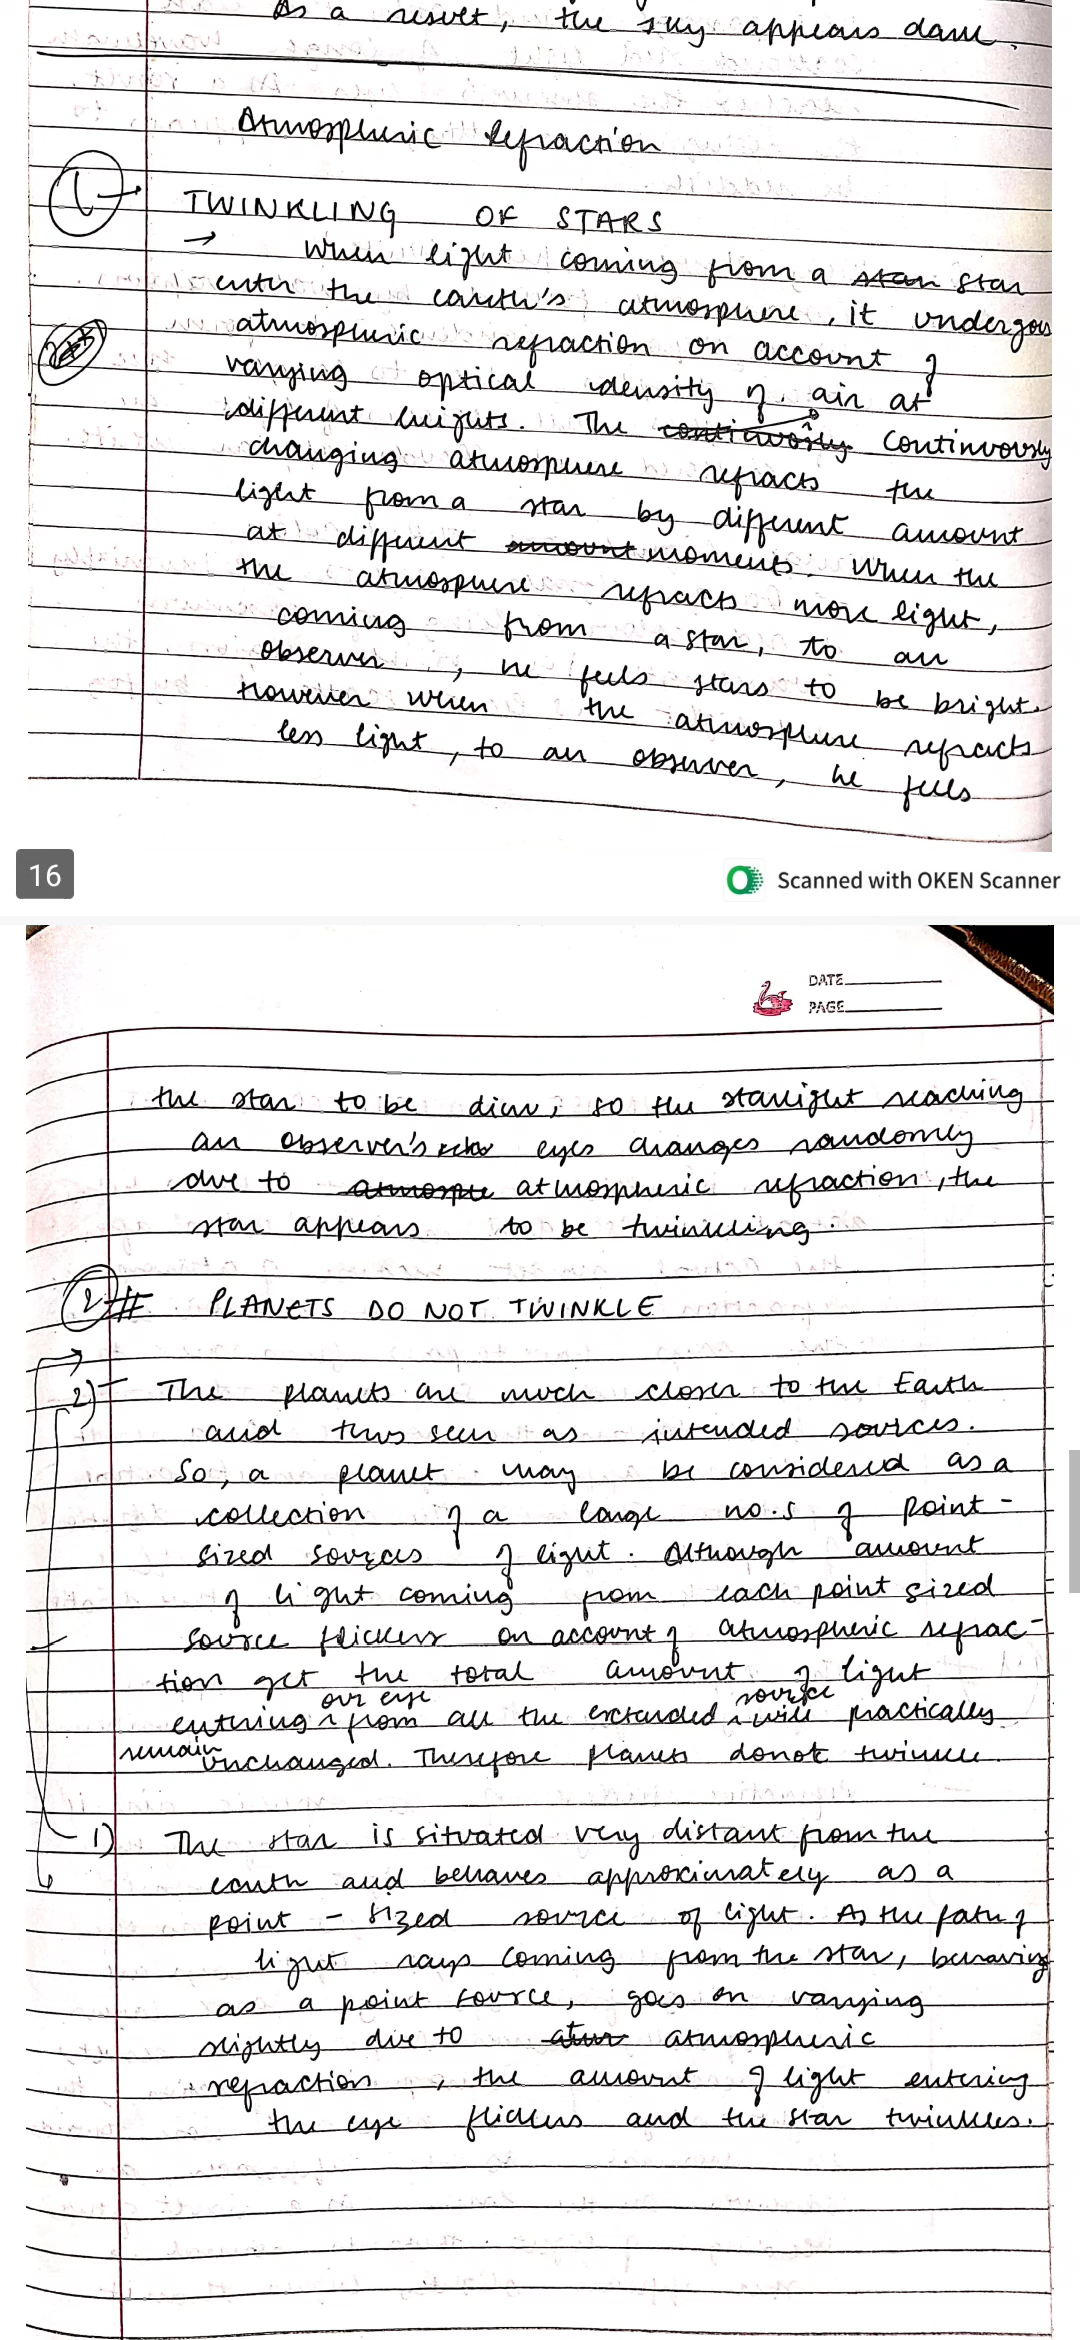 As a result, the sky appears dark.
Atmospheric Refraction
1 → TWINKLING OF STARS
→ When light coming from a star star
enter the earth's atmosphere, it undergoes
atmospheric refraction on account of
varying optical density of air at
different heights. The continuously continuously
changing atmosphere refracts the
light from a star by different amount
at different amount moments. When the
the atmosphere refracts more light,
coming from a star, to an
observer, he feels stars to be bright.
However when the atmosphere refracts
less light, to an observer, he feels
16
Scanned with OKEN Scanner
DATE
PAGE
the star to be dim, so the starlight reaching
an observer's eyes changes randomly
due to atmosphe atmospheric refraction, the
star appears to be twinkling.
2 # PLANETS DO NOT TWINKLE
2) The planets are much closer to the Earth
and thus seen as intended sources.
So, a planet may be considered as a
collection of a large no.s of point-
sized sources of light. Although amount
of light coming from each point sized
source flickers on account of atmospheric refrac-
tion get the total amount of light
entering our eye from all the extended source will practically
remain unchanged. Therefore planets donot twinkle.
1) The star is situated very distant from the
earth and behaves approximately as a
point - sized source of light. As the path of
light rays coming from the star, behaving
as a point source, goes on varying
slightly due to atm atmospheric
refraction, the amount of light entering
the eye flickers and the star twinkles.